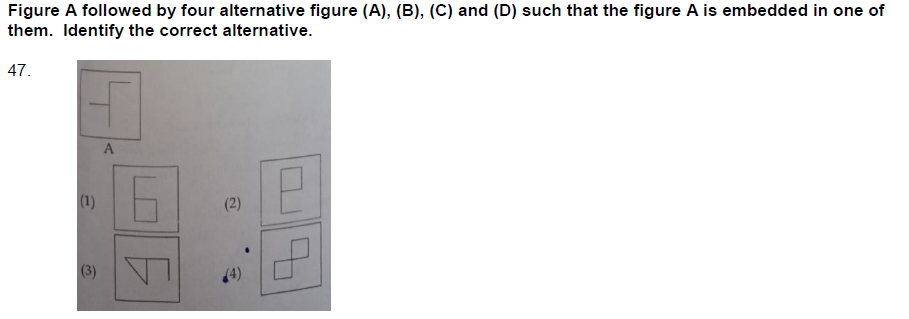 Figure A followed by four alternative figure (A), (B), (C) and (D) such that the figure A is embedded in one of
them. Identify the correct alternative.
47.
A
(1)
(2)
(3)
(4)